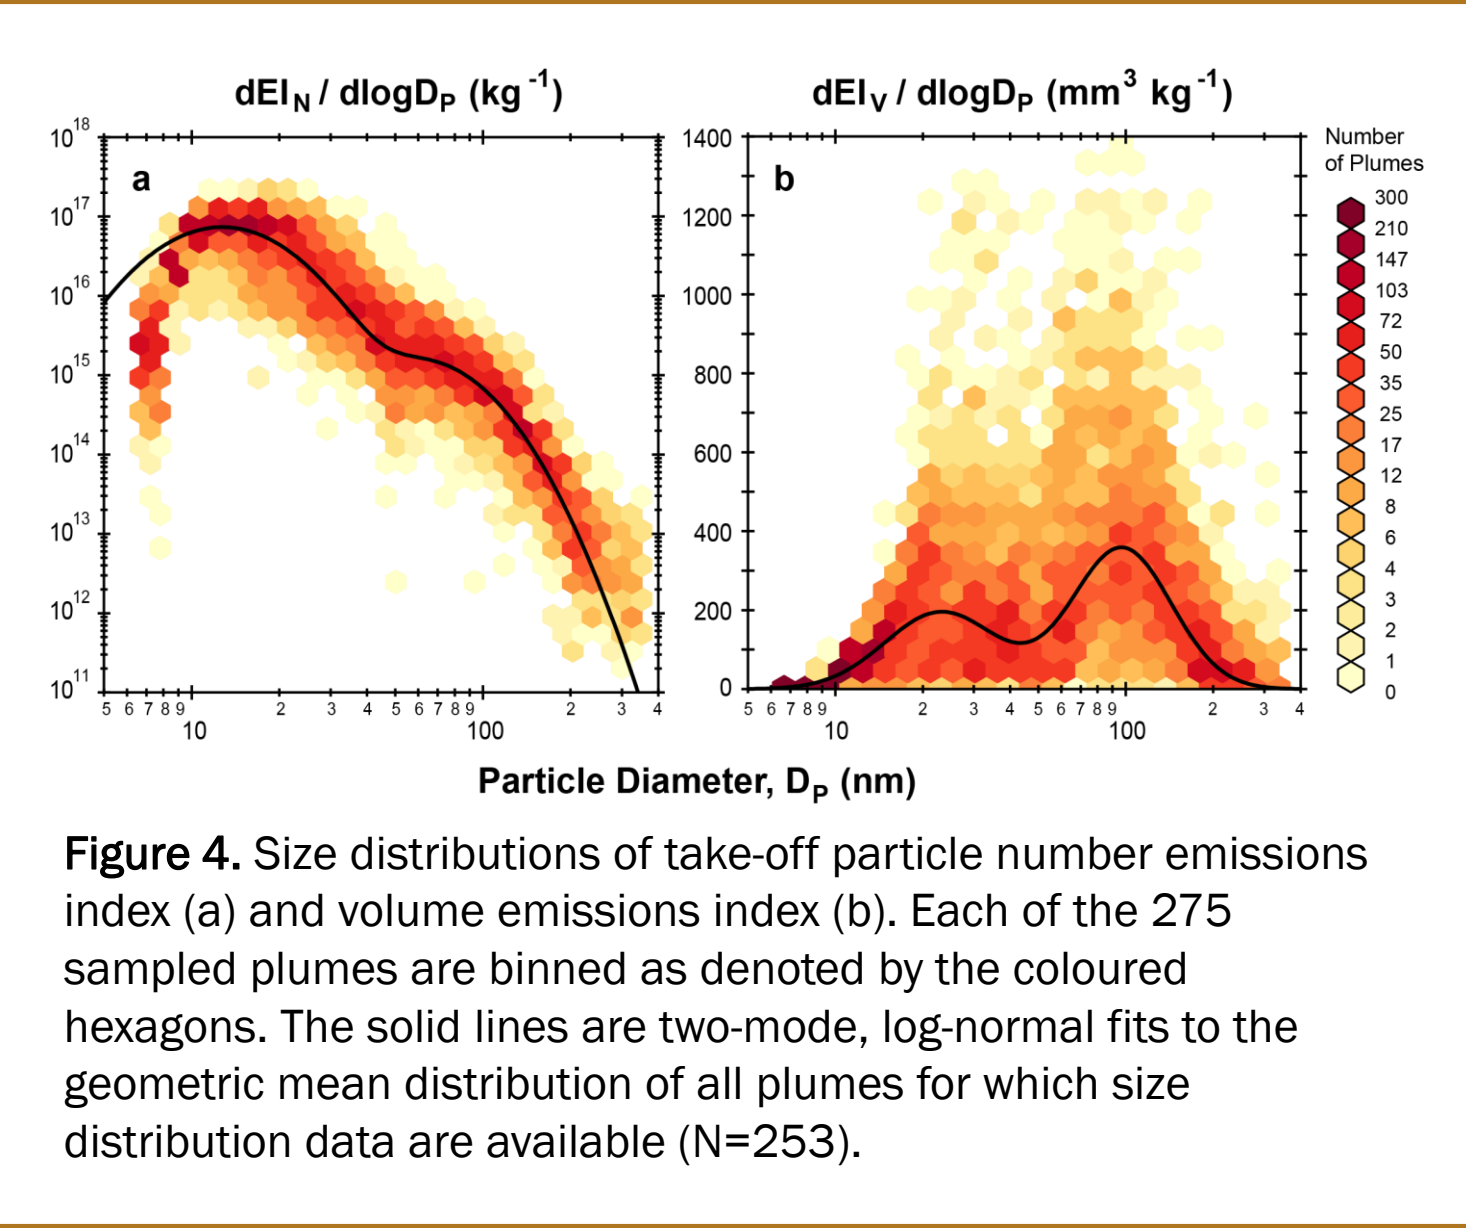 dEI_N / dlogD_P (kg^-1)
dEI_V / dlogD_P (mm^3 kg^-1)
a
10^18
10^17
10^16
10^15
10^14
10^13
10^12
10^11
5 6 7 8 9 2 3 4 5 6 7 8 9 2 3 4
10 100
b
1400
1200
1000
800
600
400
200
0
5 6 7 8 9 2 3 4 5 6 7 8 9 2 3 4
10 100
Number
of Plumes
300
210
147
103
72
50
35
25
17
12
8
6
4
3
2
1
0
Particle Diameter, D_P (nm)
Figure 4. Size distributions of take-off particle number emissions
index (a) and volume emissions index (b). Each of the 275
sampled plumes are binned as denoted by the coloured
hexagons. The solid lines are two-mode, log-normal fits to the
geometric mean distribution of all plumes for which size
distribution data are available (N=253).